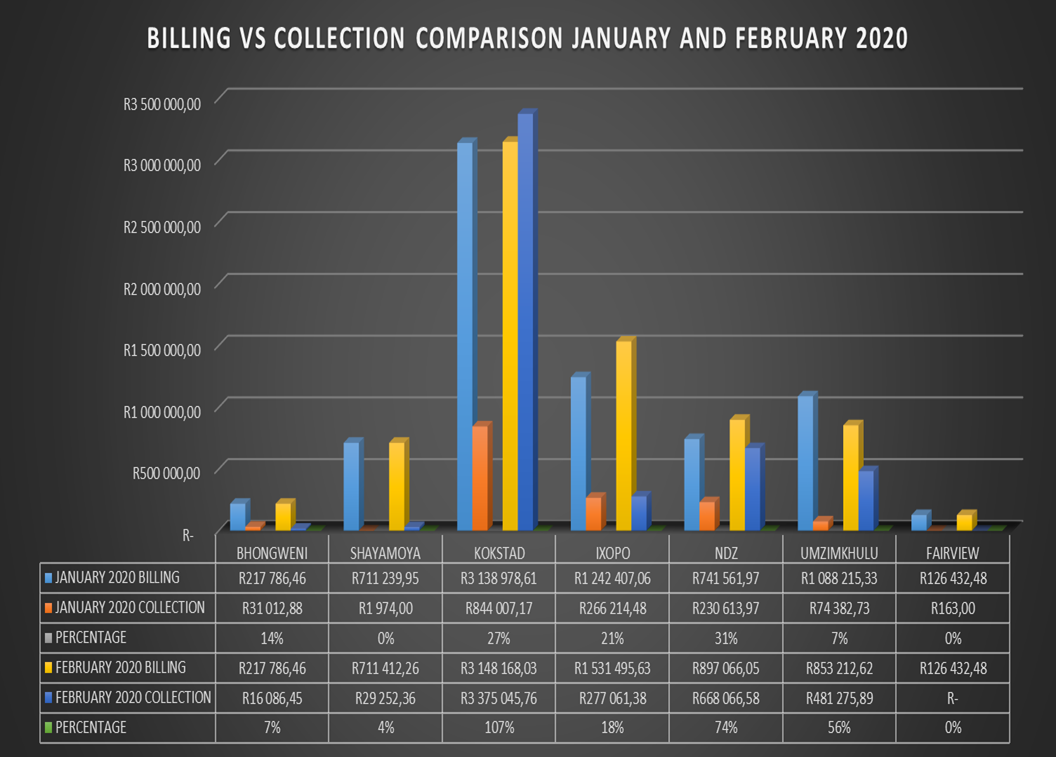 BILLING VS COLLECTION COMPARISON JANUARY AND FEBRUARY 2020
R3 500 000,00
R3 000 000,00
R2 500 000,00
R2 000 000,00
R1 500 000,00
R1 000 000,00
R500 000,00
R-
BHONGWENI SHAYAMOYA KOKSTAD IXOPO NDZ UMZIMKHULU FAIRVIEW
JANUARY 2020 BILLING R217 786,46 R711 239,95 R3 138 978,61 R1 242 407,06 R741 561,97 R1 088 215,33 R126 432,48
JANUARY 2020 COLLECTION R31 012,88 R1 974,00 R844 007,17 R266 214,48 R230 613,97 R74 382,73 R163,00
PERCENTAGE 14% 0% 27% 21% 31% 7% 0%
FEBRUARY 2020 BILLING R217 786,46 R711 412,26 R3 148 168,03 R1 531 495,63 R897 066,05 R853 212,62 R126 432,48
FEBRUARY 2020 COLLECTION R16 086,45 R29 252,36 R3 375 045,76 R277 061,38 R668 066,58 R481 275,89 R-
PERCENTAGE 7% 4% 107% 18% 74% 56% 0%